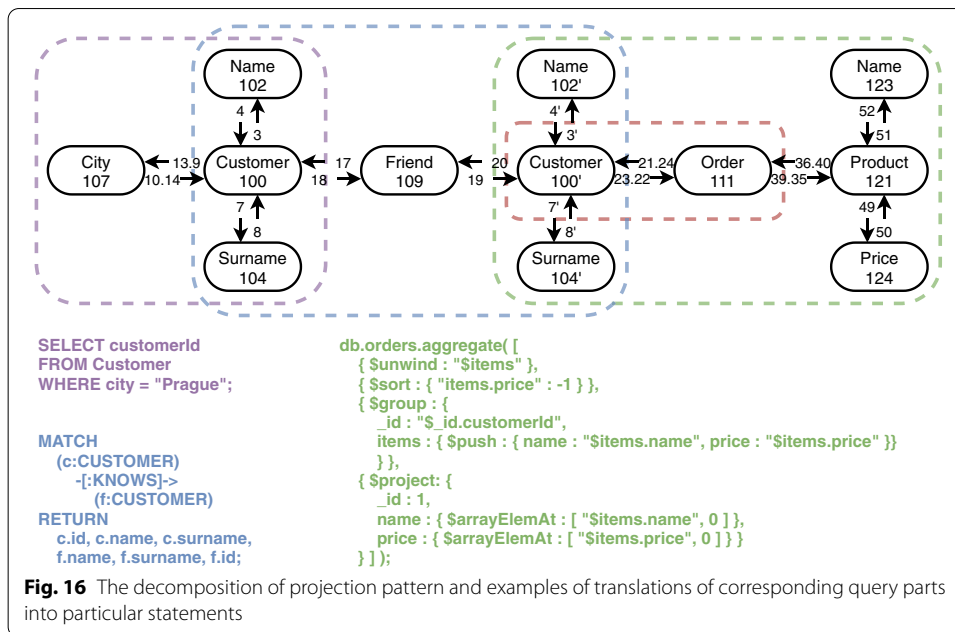 Name
102
Name
102'
Name
123
4
3
4'
3'
52
51
City
107
13.9
10.14
Customer
100
17
18
Friend
109
20
19
Customer
100'
21.24
23.22
Order
111
36.40
39.35
Product
121
7
8
7'
8'
49
50
Surname
104
Surname
104'
Price
124
SELECT customerId
FROM Customer
WHERE city = "Prague";
MATCH
(c:CUSTOMER)
-[:KNOWS]->
(f:CUSTOMER)
RETURN
c.id, c.name, c.surname,
f.name, f.surname, f.id;
db.orders.aggregate( [
{ $unwind : "$items" },
{ $sort : { "items.price" : -1 } },
{ $group : {
_id : "$_id.customerId",
items : { $push : { name : "$items.name", price : "$items.price" }}
} },
{ $project: {
_id : 1,
name : { $arrayElemAt : [ "$items.name", 0 ] },
price : { $arrayElemAt : [ "$items.price", 0 ] } }
} ] );
Fig. 16 The decomposition of projection pattern and examples of translations of corresponding query parts
into particular statements